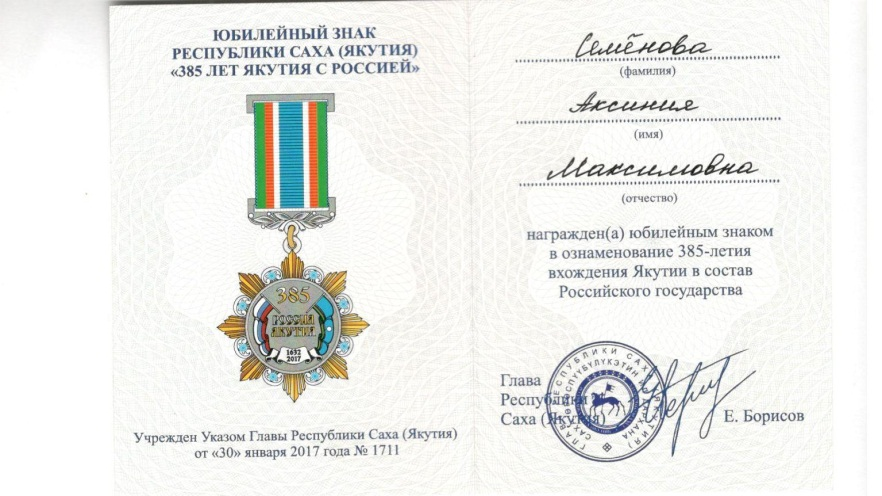 ЮБИЛЕЙНЫЙ ЗНАК
РЕСПУБЛИКИ САХА (ЯКУТИЯ)
«385 ЛЕТ ЯКУТИЯ С РОССИЕЙ»
385
РОССИЯ
ЯКУТИЯ
1632
2017
Учрежден Указом Главы Республики Саха (Якутия)
от «30» января 2017 года № 1711
Семёнова
(фамилия)
Аксиния
(имя)
Максимовна
(отчество)
награжден(а) юбилейным знаком
в ознаменование 385-летия
вхождения Якутии в состав
Российского государства
Глава
Республики
Саха (Якутия)
Е. Борисов